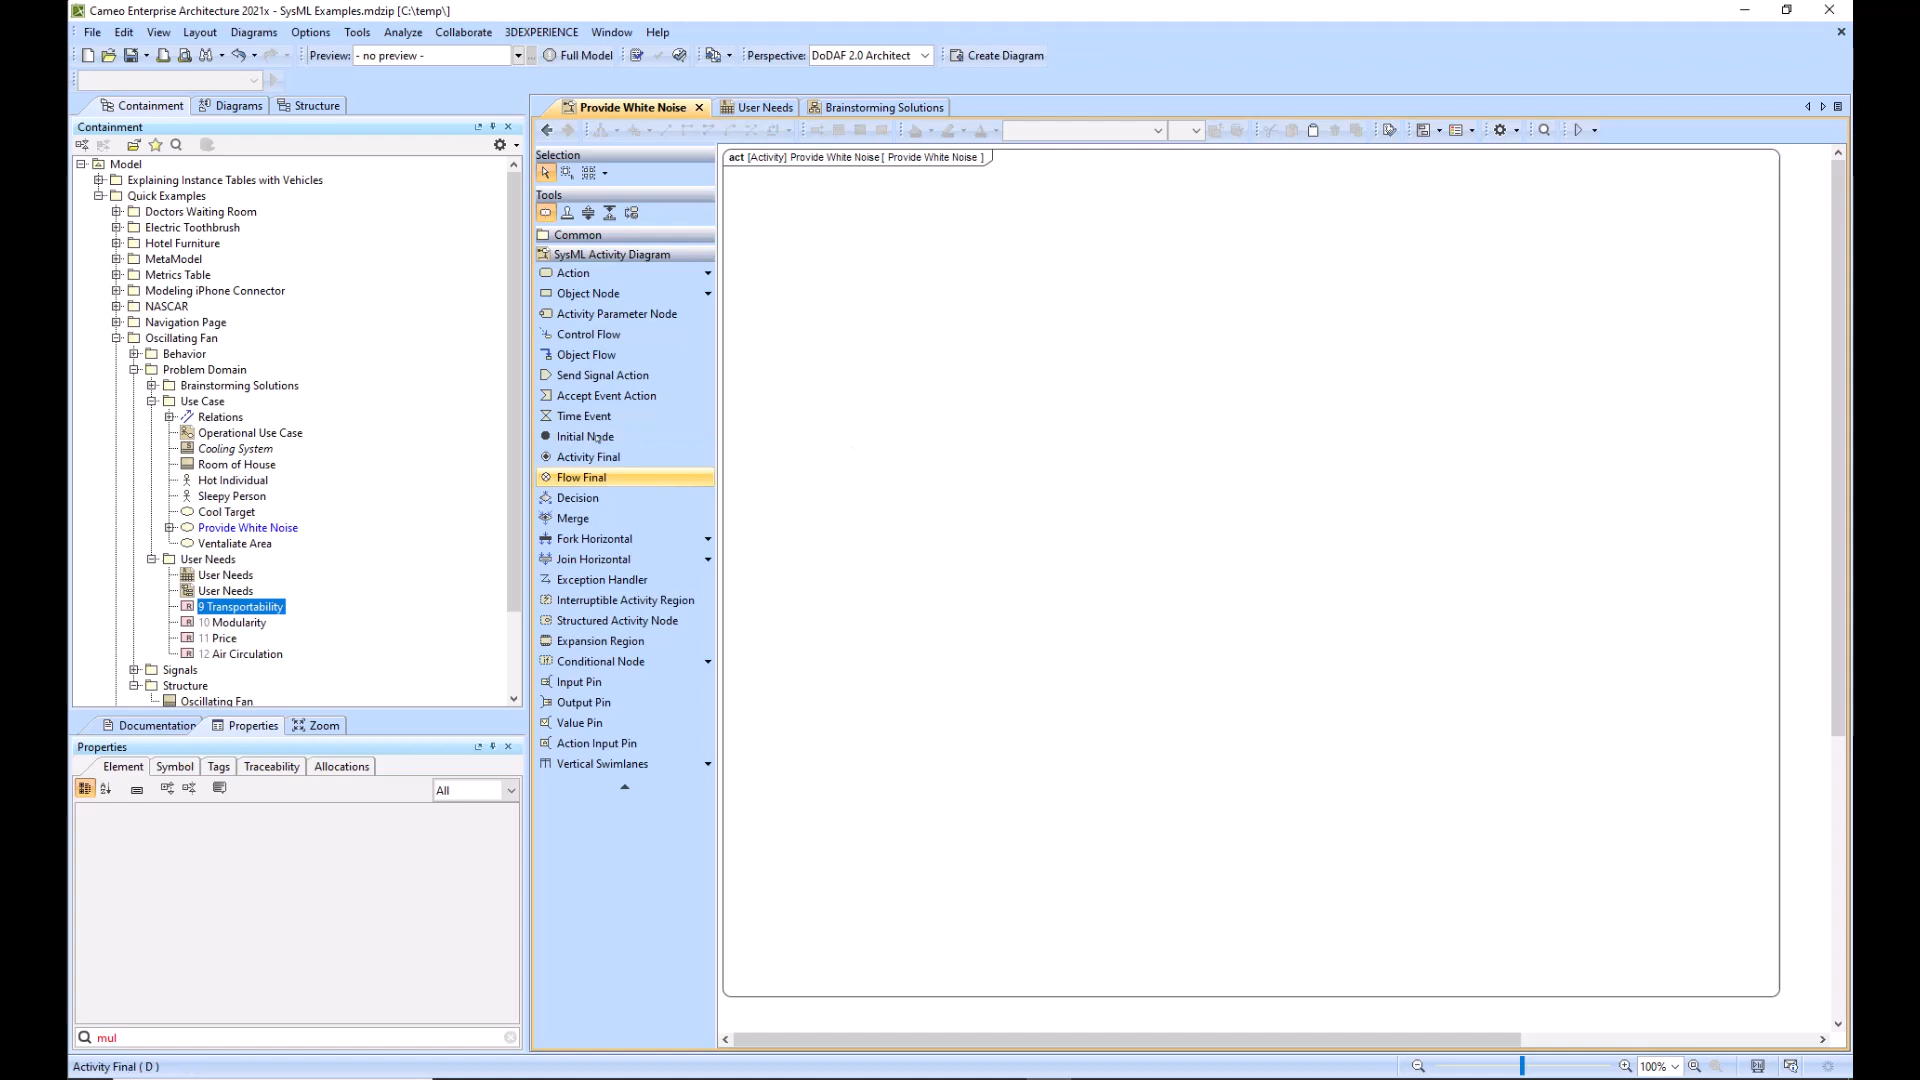 Cameo Enterprise Architecture 2021x - SysML Examples.mdzip [C:\temp\]
File Edit View Layout Diagrams Options Tools Analyze Collaborate 3DEXPERIENCE Window Help
Preview: - no preview - ... Full Model Perspective: DoDAF 2.0 Architect Create Diagram
Containment Diagrams Structure
Provide White Noise User Needs Brainstorming Solutions
Containment
Model
Explaining Instance Tables with Vehicles
Quick Examples
Doctors Waiting Room
Electric Toothbrush
Hotel Furniture
MetaModel
Metrics Table
Modeling iPhone Connector
NASCAR
Navigation Page
Oscillating Fan
Behavior
Problem Domain
Brainstorming Solutions
Use Case
Relations
Operational Use Case
Cooling System
Room of House
Hot Individual
Sleepy Person
Cool Target
Provide White Noise
Ventaliate Area
User Needs
User Needs
User Needs
9 Transportability
10 Modularity
11 Price
12 Air Circulation
Signals
Structure
Oscillating Fan
Documentation Properties Zoom
Properties
Element Symbol Tags Traceability Allocations
All
mul
Activity Final ( D )
Selection
Tools
Common
SysML Activity Diagram
Action
Object Node
Activity Parameter Node
Control Flow
Object Flow
Send Signal Action
Accept Event Action
Time Event
Initial Node
Activity Final
Flow Final
Decision
Merge
Fork Horizontal
Join Horizontal
Exception Handler
Interruptible Activity Region
Structured Activity Node
Expansion Region
Conditional Node
Input Pin
Output Pin
Value Pin
Action Input Pin
Vertical Swimlanes
act [Activity] Provide White Noise [ Provide White Noise ]
100%